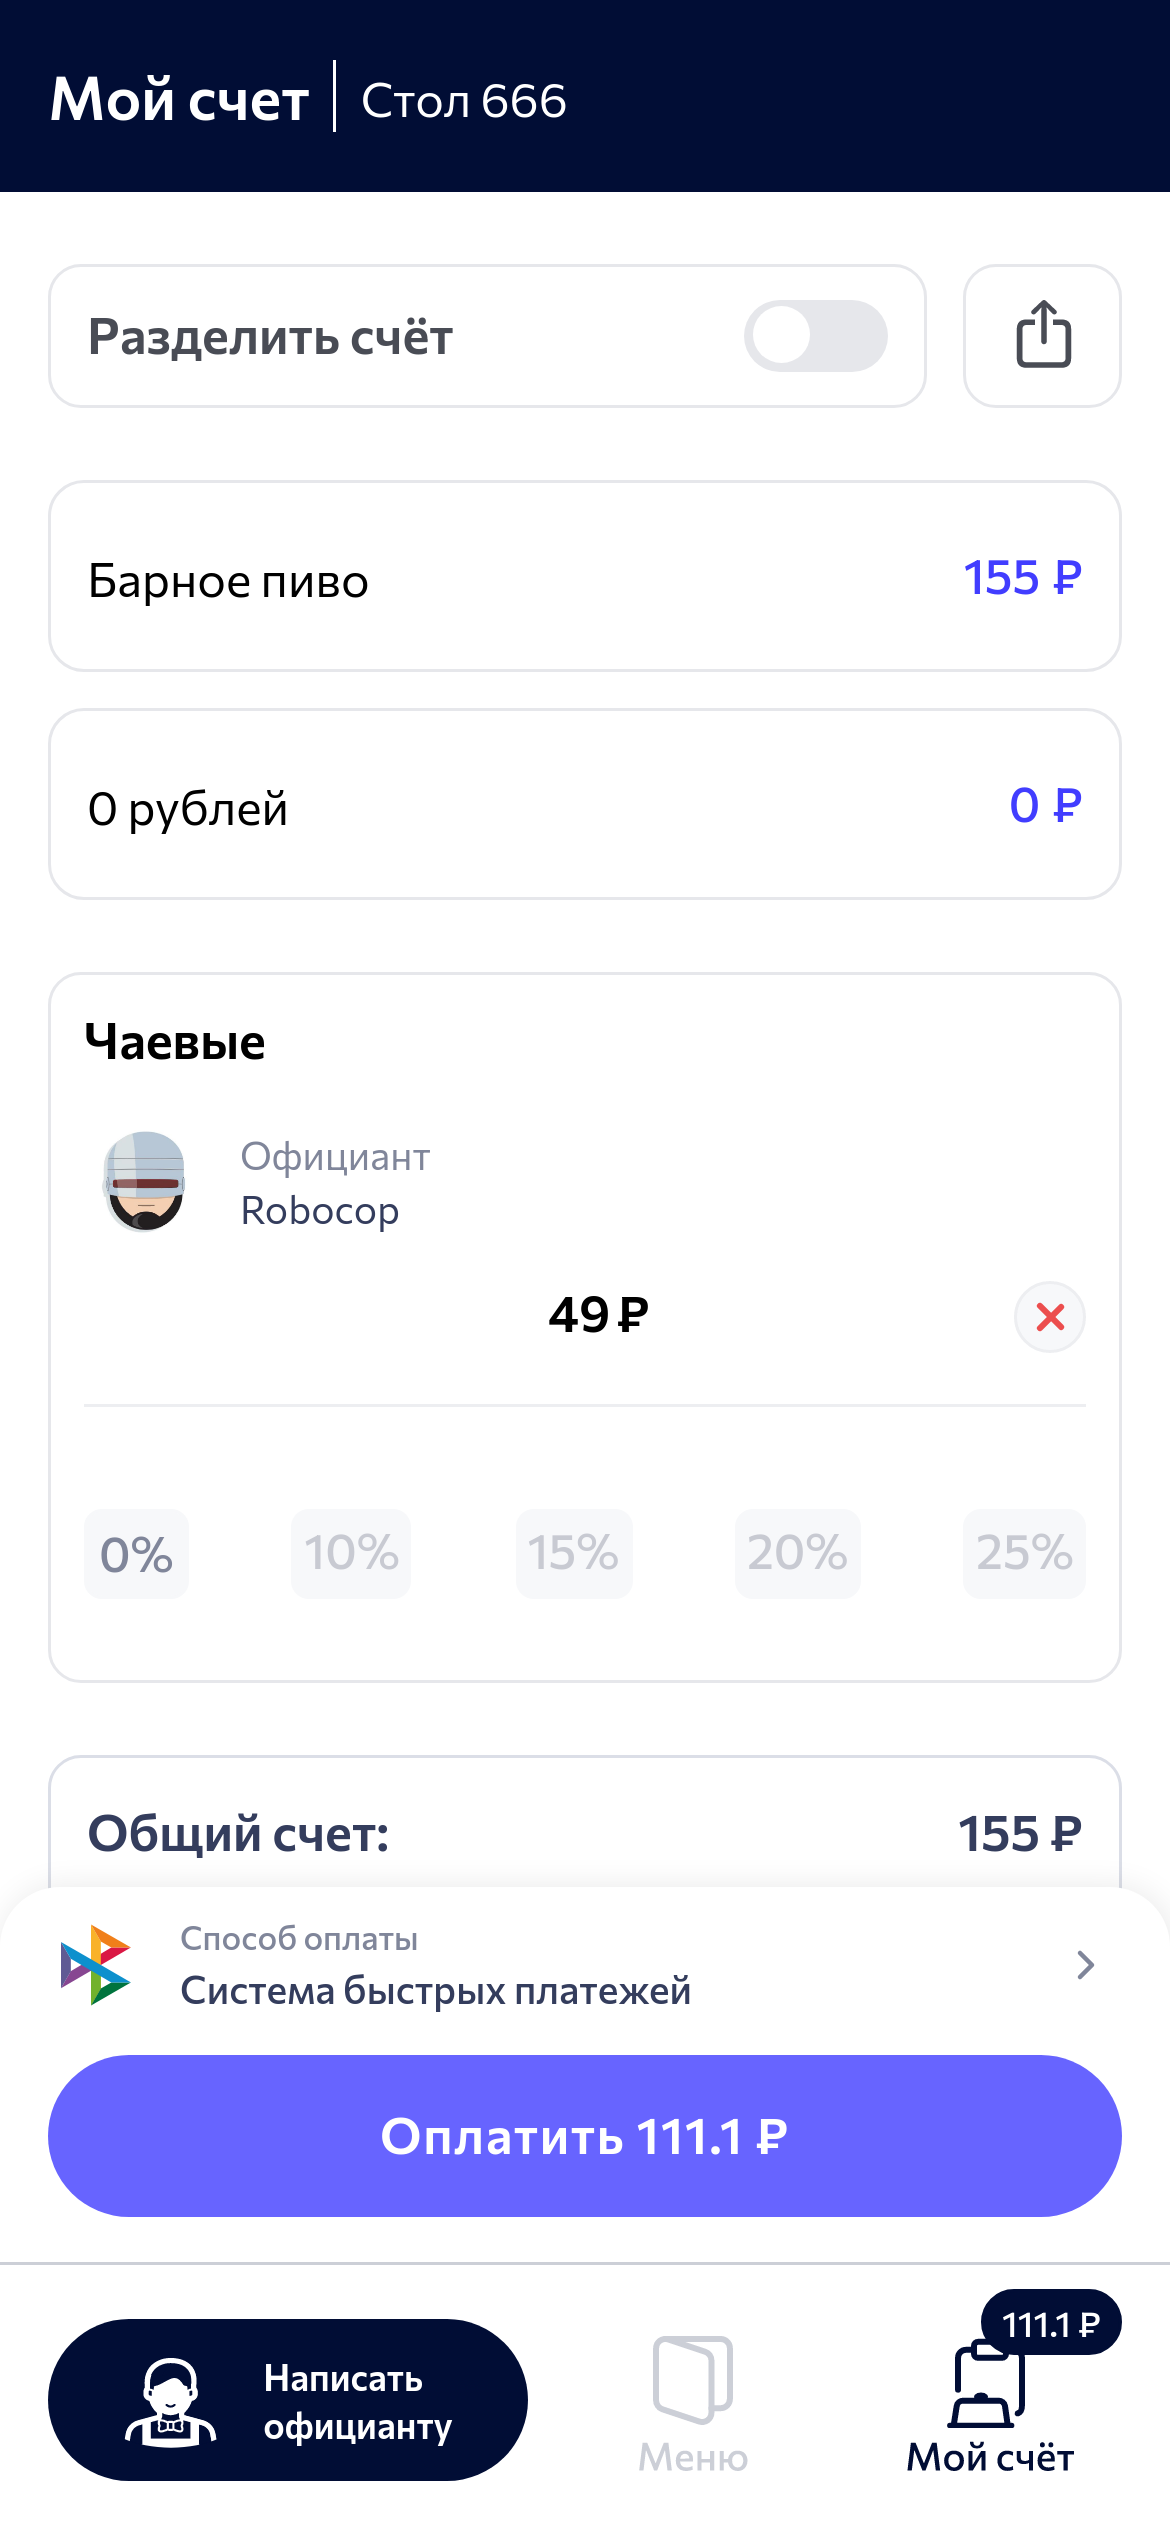 Мой счет
Стол 666
Разделить счёт
Барное пиво
155 ₽
0 рублей
0 ₽
Чаевые
Официант
Robocop
49 ₽
0%
10%
15%
20%
25%
Общий счет:
155 ₽
Способ оплаты
Система быстрых платежей
Оплатить 111.1 ₽
Написать
официанту
Меню
111.1 ₽
Мой счёт